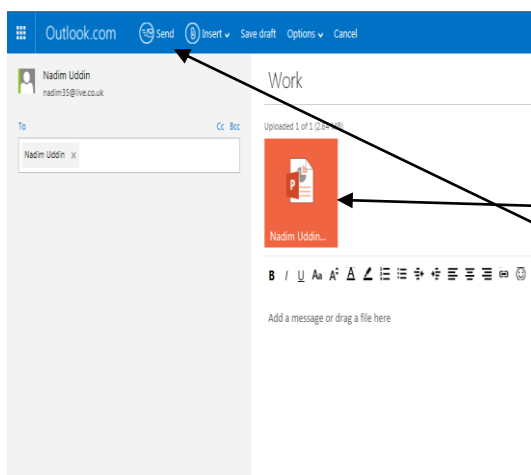 Outlook.com Send Insert Save draft Options Cancel
Nadim Uddin
nadim35@live.co.uk
To Cc Bcc
Nadim Uddin x
Work
Uploaded 1 of 1 (2.64 MB)
P
Nadim Uddin...
B I U Aa A A
Add a message or drag a file here